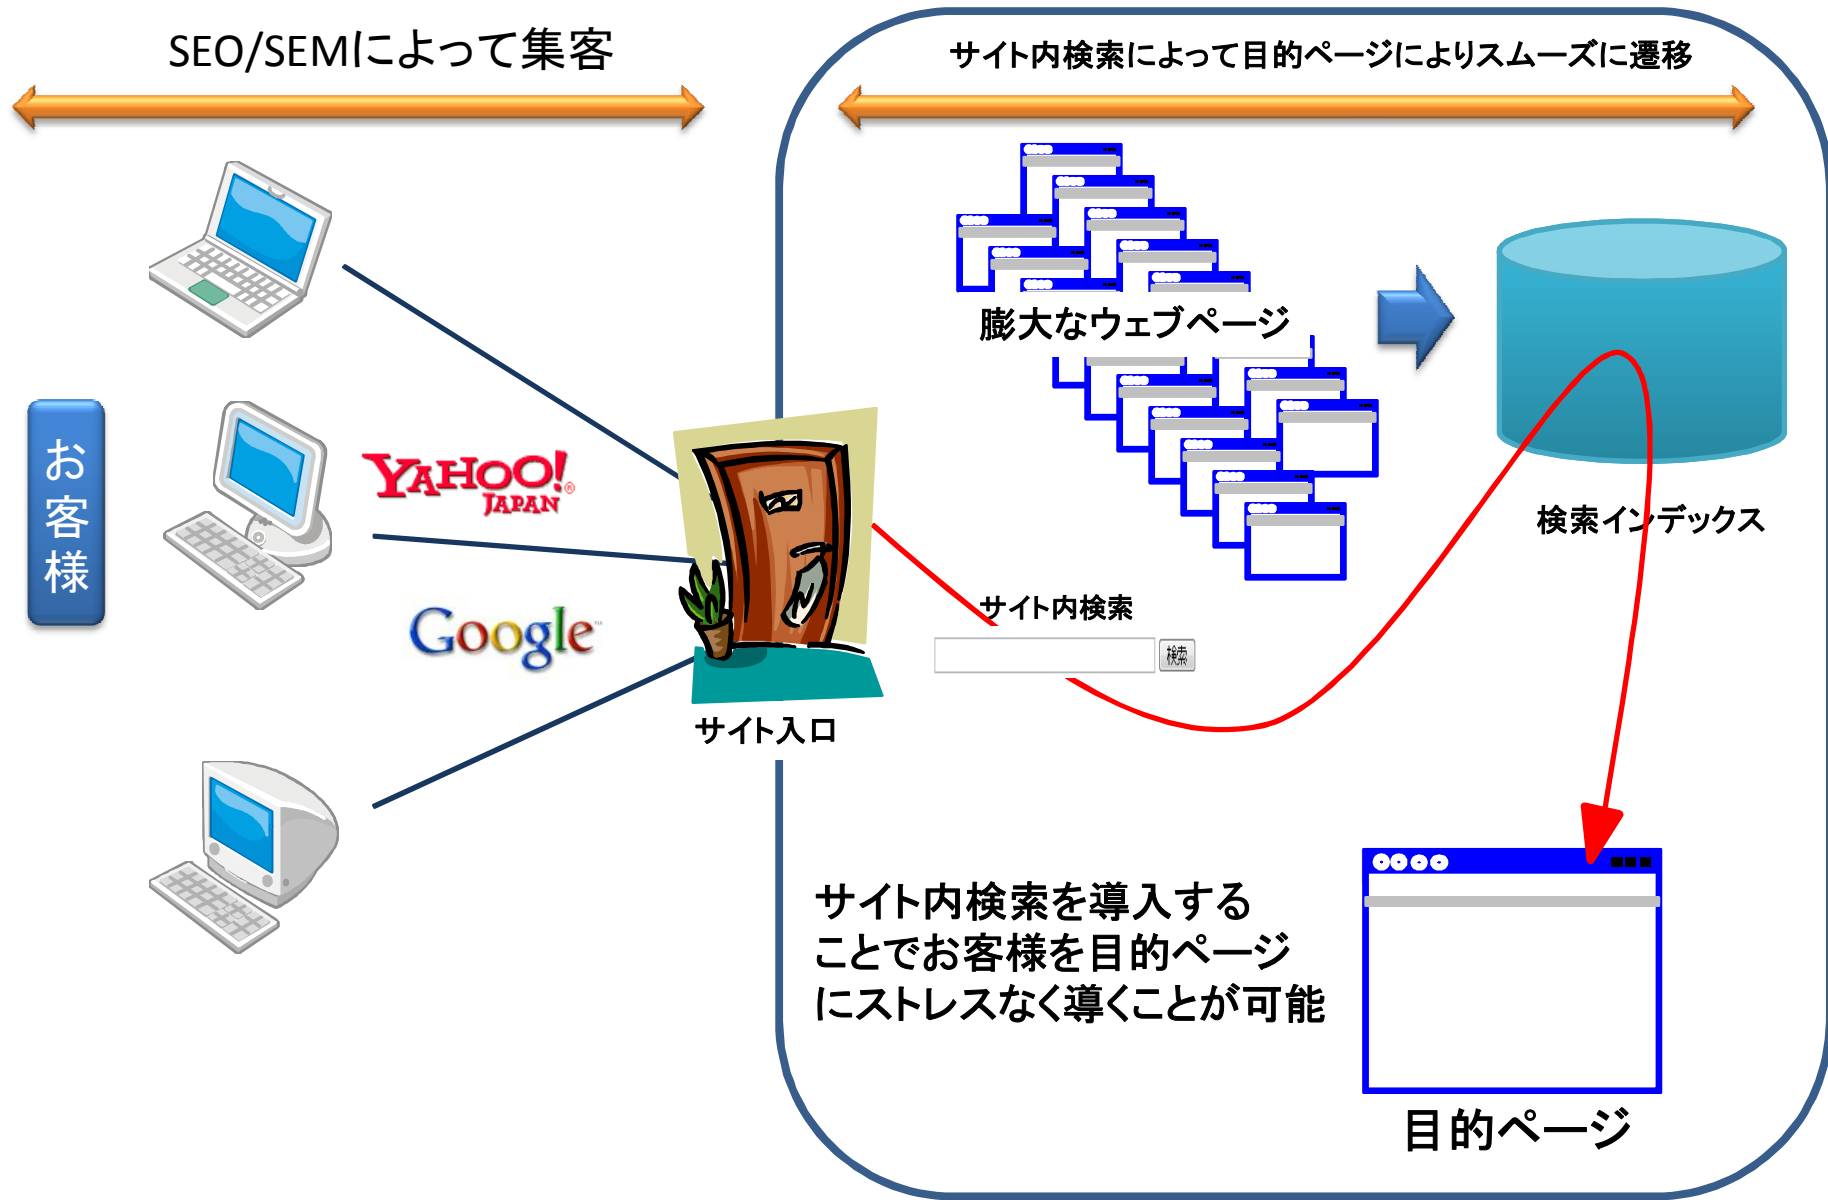 SEO/SEMによって集客
サイト内検索によって目的ページによりスムーズに遷移
膨大なウェブページ
お客様
YAHOO!
JAPAN
Google
検索インデックス
サイト内検索
検索
サイト入口
サイト内検索を導入する
ことでお客様を目的ページ
にストレスなく導くことが可能
目的ページ